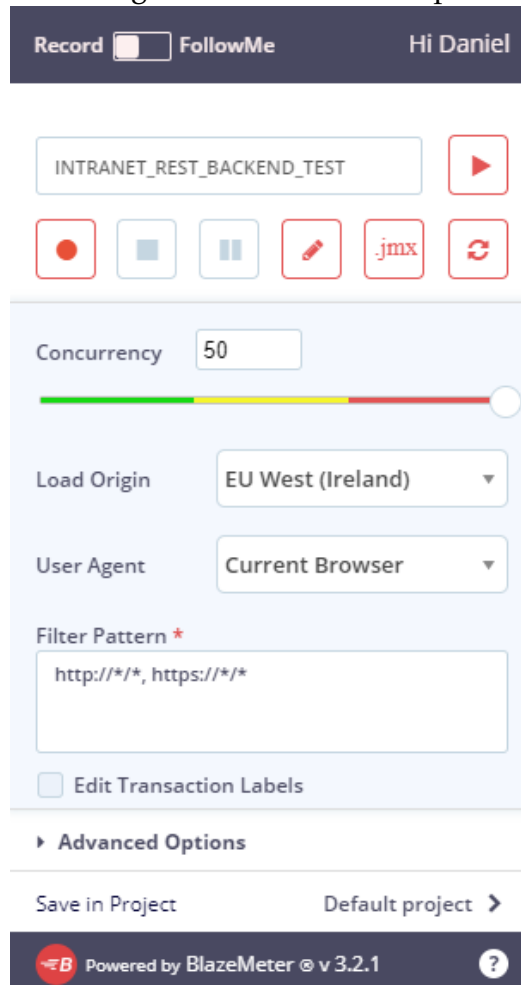 Record FollowMe Hi Daniel
INTRANET_REST_BACKEND_TEST
.jmx
Concurrency 50
Load Origin EU West (Ireland)
User Agent Current Browser
Filter Pattern *
http://*/*, https://*/*
Edit Transaction Labels
Advanced Options
Save in Project Default project
B Powered by BlazeMeter ® v 3.2.1 ?